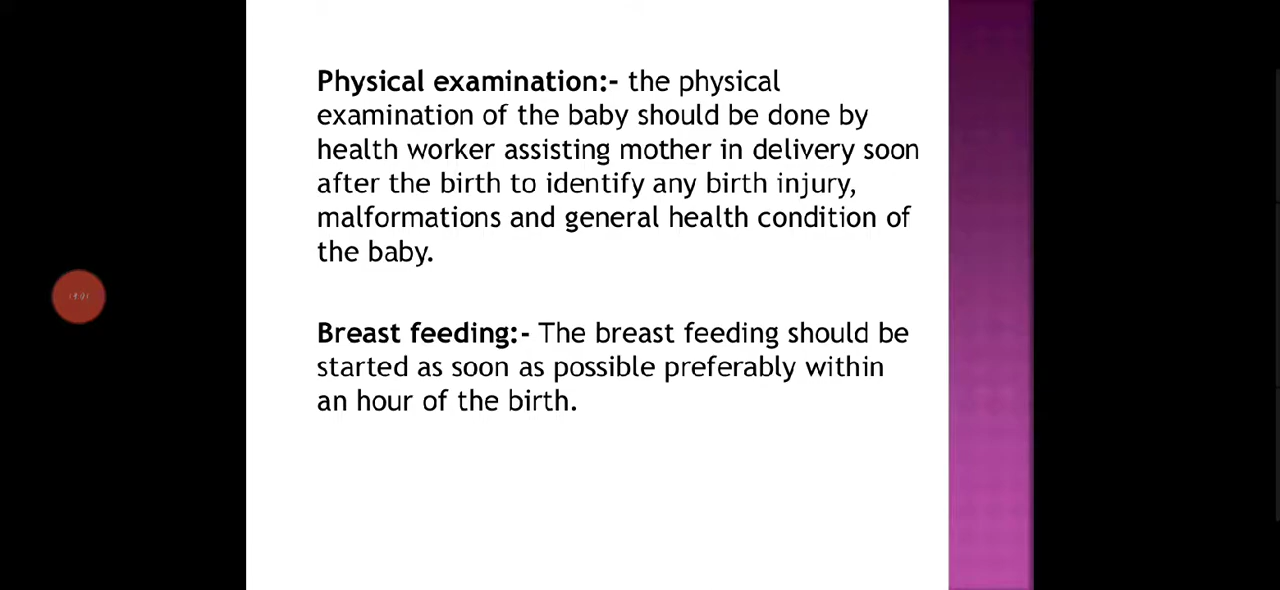 Physical examination:- the physical
examination of the baby should be done by
health worker assisting mother in delivery soon
after the birth to identify any birth injury,
malformations and general health condition of
the baby.
Breast feeding:- The breast feeding should be
started as soon as possible preferably within
an hour of the birth.